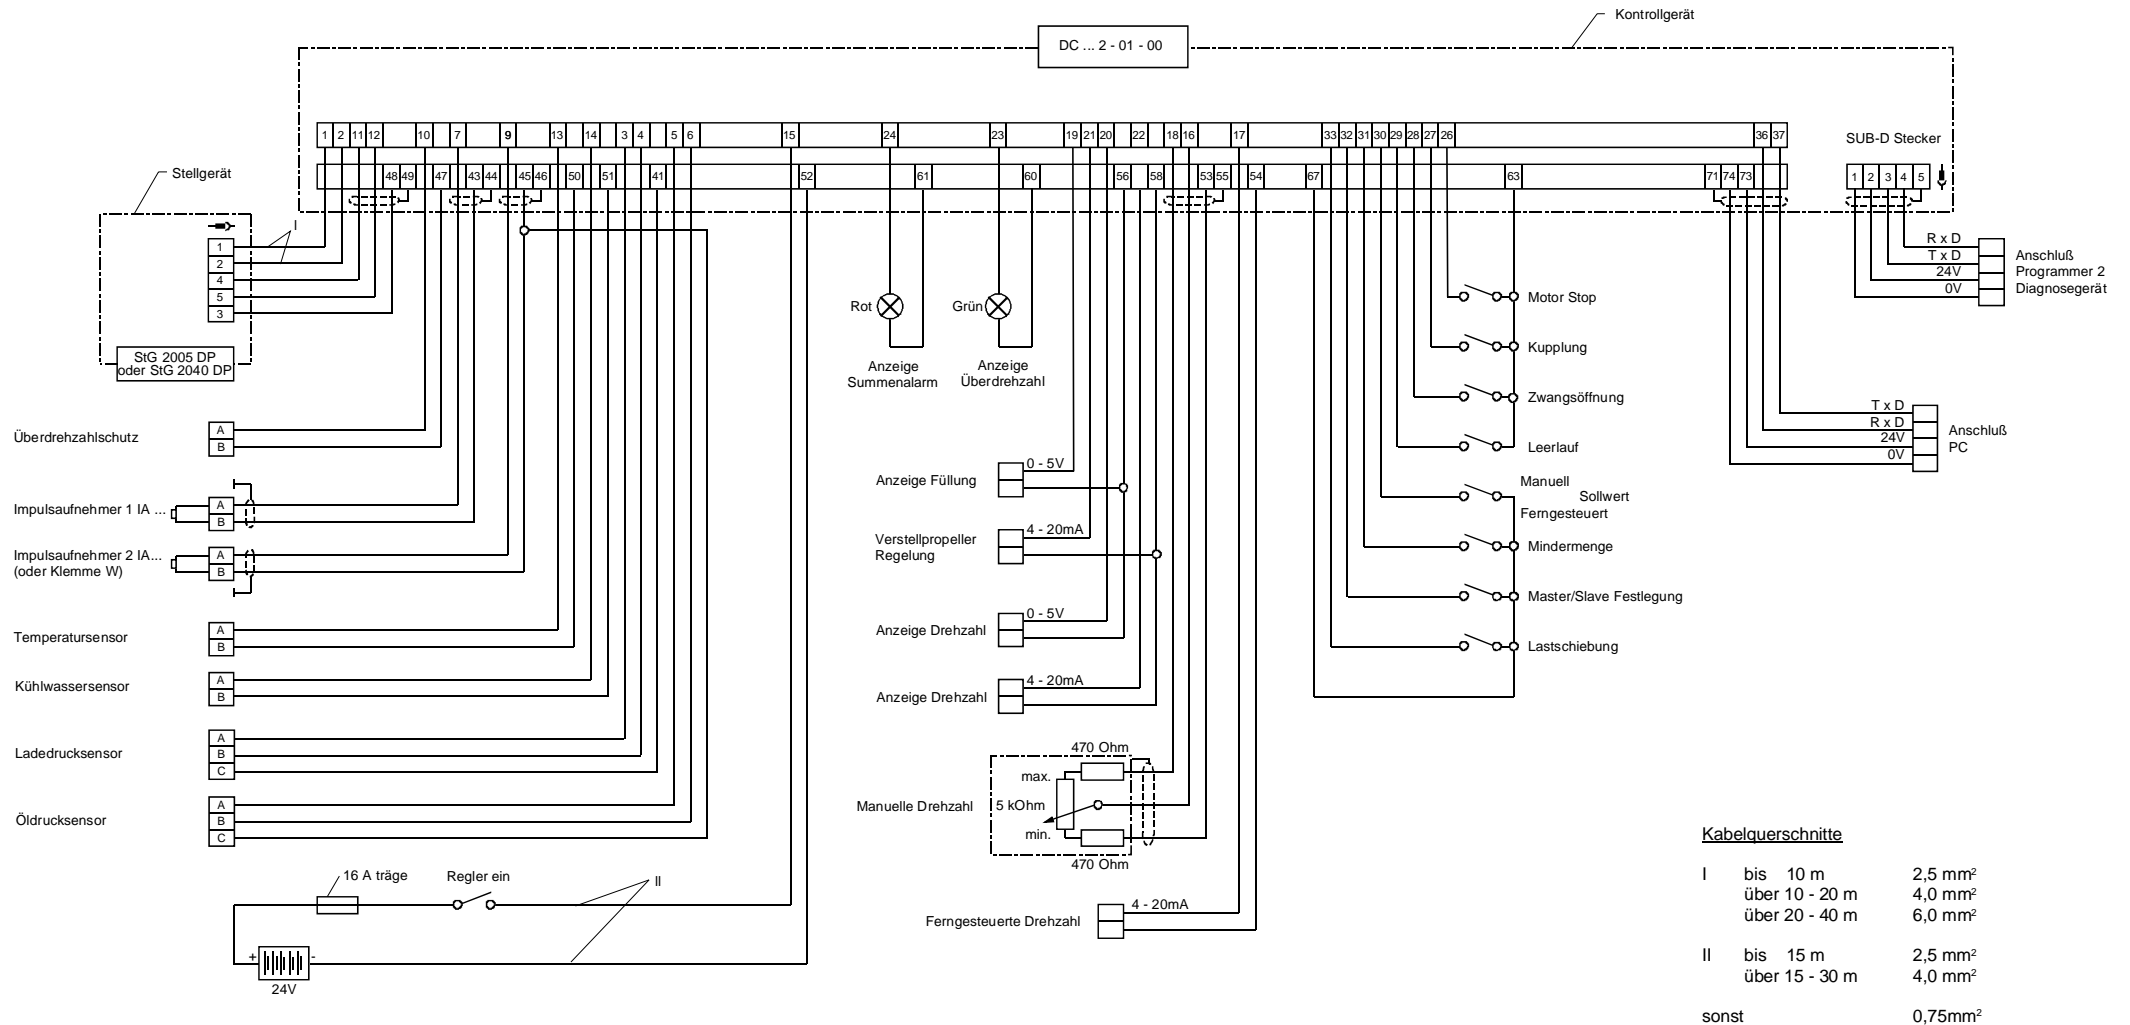 Kontrollgerät
DC ... 2 - 01 - 00
1 2 11 12 10 7 9 13 14 3 4 5 6 15 24 23 19 21 20 22 18 16 17 33 32 31 30 29 28 27 26 36 37
SUB-D Stecker
48 49 47 43 44 45 46 50 51 41 52 61 60 56 58 53 55 54 67 63 71 74 73
1 2 3 4 5
Stellgerät
I
1
2
4
5
3
StG 2005 DP
oder StG 2040 DP
Überdrehzahlschutz
A
B
Impulsaufnehmer 1 IA ...
A
B
Impulsaufnehmer 2 IA...
(oder Klemme W)
A
B
Temperatursensor
A
B
Kühlwassersensor
A
B
Ladedrucksensor
A
B
C
Öldrucksensor
A
B
C
16 A träge
Regler ein
II
+
-
24V
Rot
Anzeige
Summenalarm
Grün
Anzeige
Überdrehzahl
Anzeige Füllung
0 - 5V
Verstellpropeller
Regelung
4 - 20mA
Anzeige Drehzahl
0 - 5V
Anzeige Drehzahl
4 - 20mA
470 Ohm
max.
Manuelle Drehzahl
5 kOhm
min.
470 Ohm
Ferngesteuerte Drehzahl
4 - 20mA
Motor Stop
Kupplung
Zwangsöffnung
Leerlauf
Manuell
Sollwert
Ferngesteuert
Mindermenge
Master/Slave Festlegung
Lastschiebung
R x D
T x D
24V
0V
Anschluß
Programmer 2
Diagnosegerät
T x D
R x D
24V
0V
Anschluß
PC
Kabelquerschnitte
I bis 10 m 2,5 mm²
über 10 - 20 m 4,0 mm²
über 20 - 40 m 6,0 mm²
II bis 15 m 2,5 mm²
über 15 - 30 m 4,0 mm²
sonst 0,75mm²